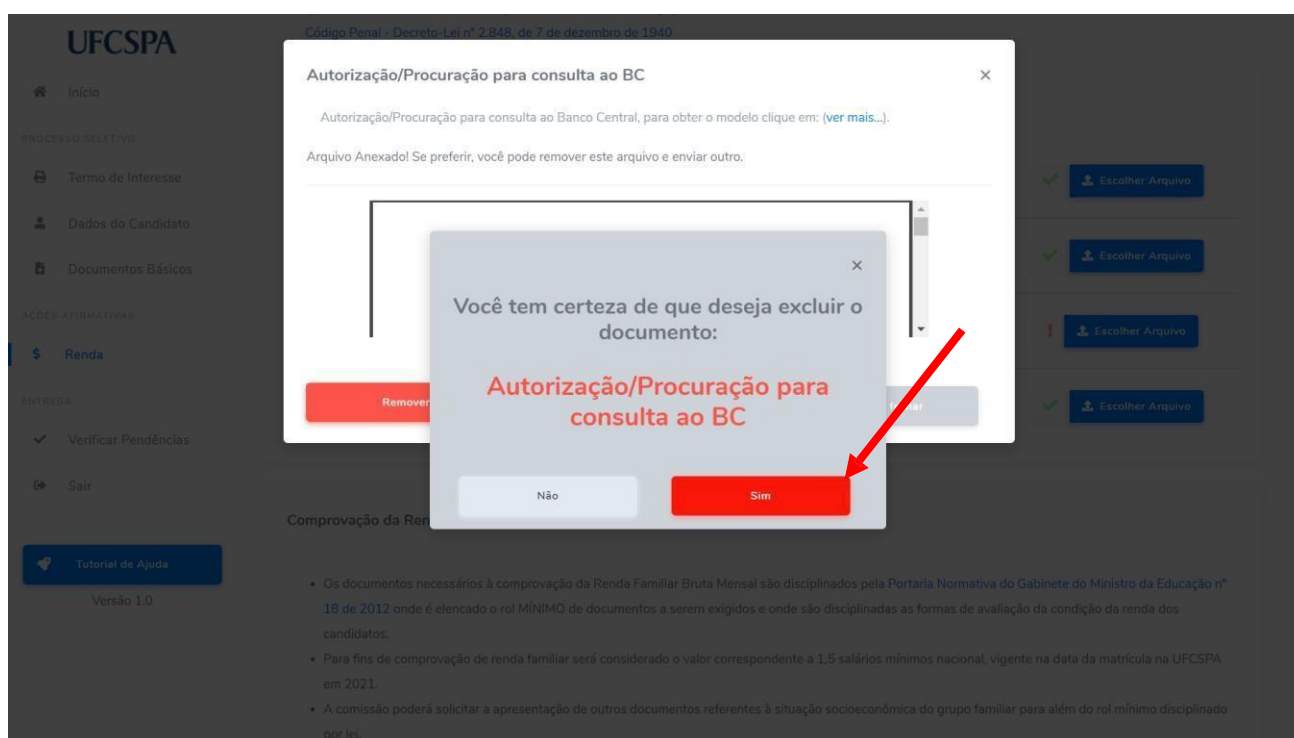 UFCSPA
Início
PROCESSO SELETIVO
Termo de Interesse
Dados do Candidato
Documentos Básicos
AÇÕES AFIRMATIVAS
$ Renda
ENTREGA
Verificar Pendências
Sair
Tutorial de Ajuda
Versão 1.0
Código Penal - Decreto-Lei nº 2.848, de 7 de dezembro de 1940
Autorização/Procuração para consulta ao BC
Autorização/Procuração para consulta ao Banco Central, para obter o modelo clique em: (ver mais...).
Arquivo Anexado! Se preferir, você pode remover este arquivo e enviar outro.
Escolher Arquivo
Escolher Arquivo
! Escolher Arquivo
Escolher Arquivo
Remover
Você tem certeza de que deseja excluir o
documento:
Autorização/Procuração para
consulta ao BC
Não
Sim
Comprovação da Ren
• Os documentos necessários à comprovação da Renda Familiar Bruta Mensal são disciplinados pela Portaria Normativa do Gabinete do Ministro da Educação nº
18 de 2012 onde é elencado o rol MÍNIMO de documentos a serem exigidos e onde são disciplinadas as formas de avaliação da condição da renda dos
candidatos.
• Para fins de comprovação de renda familiar será considerado o valor correspondente a 1,5 salários mínimos nacional, vigente na data da matrícula na UFCSPA
em 2021.
• A comissão poderá solicitar a apresentação de outros documentos referentes à situação socioeconômica do grupo familiar para além do rol mínimo disciplinado
por lei.